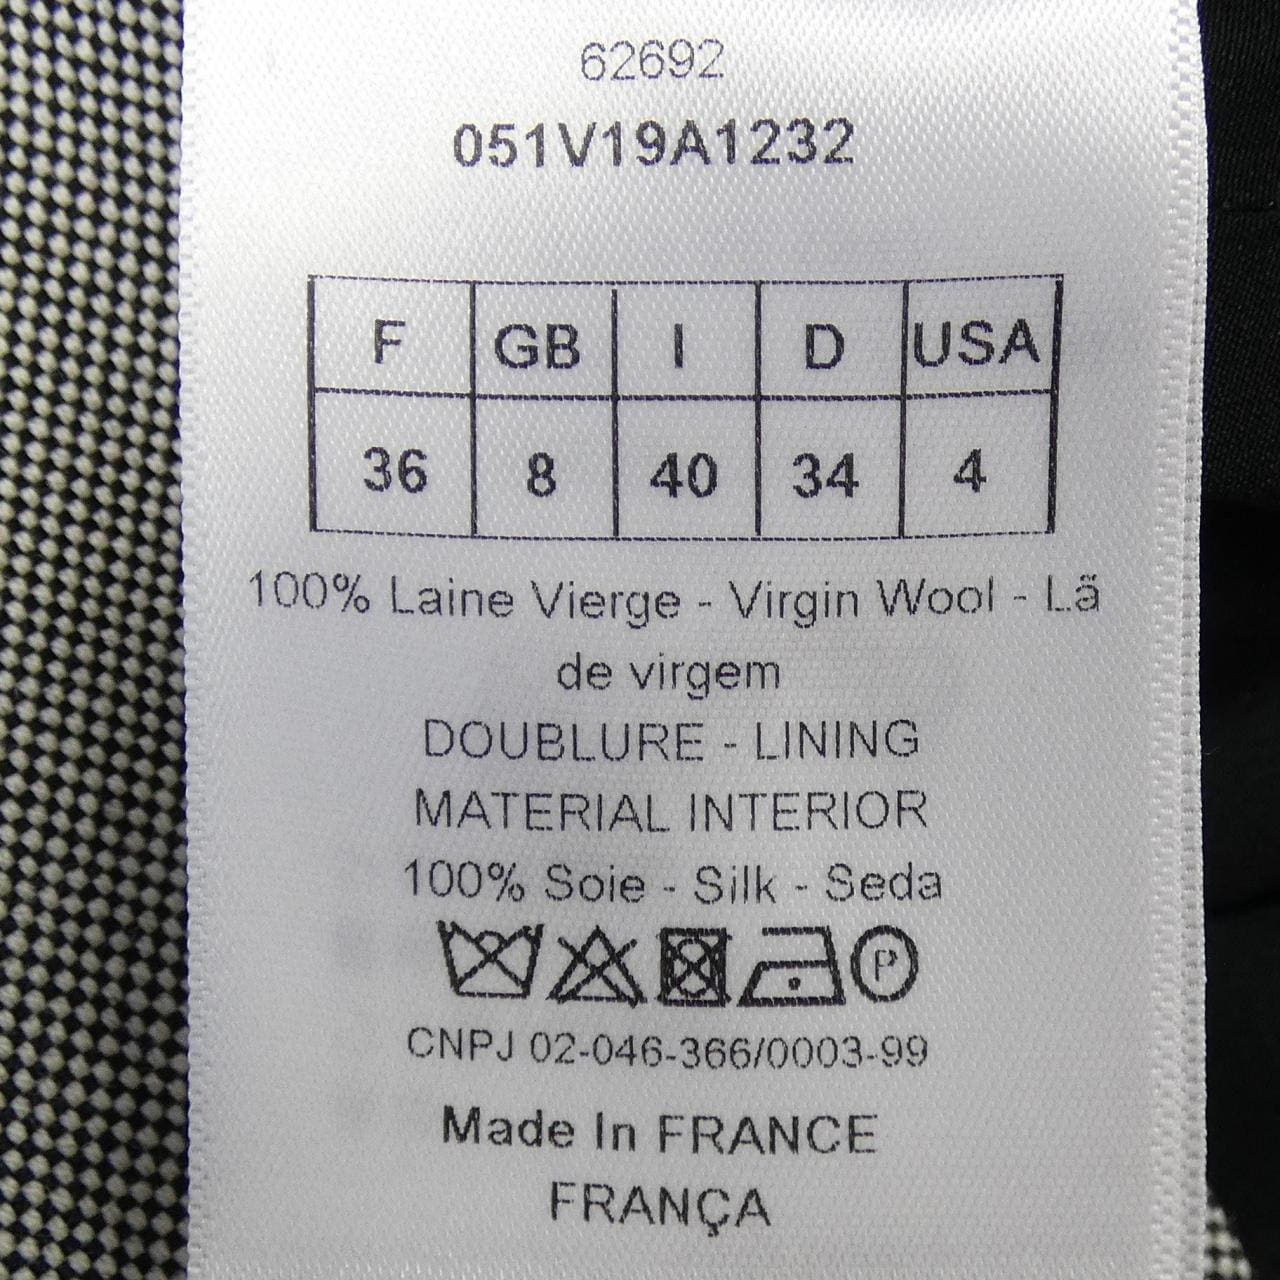 62692
051V19A1232
F GB I D USA
36 8 40 34 4
100% Laine Vierge - Virgin Wool - Lã
de virgem
DOUBLURE - LINING
MATERIAL INTERIOR
100% Soie - Silk - Seda
P
CNPJ 02-046-366/0003-99
Made In FRANCE
FRANÇA